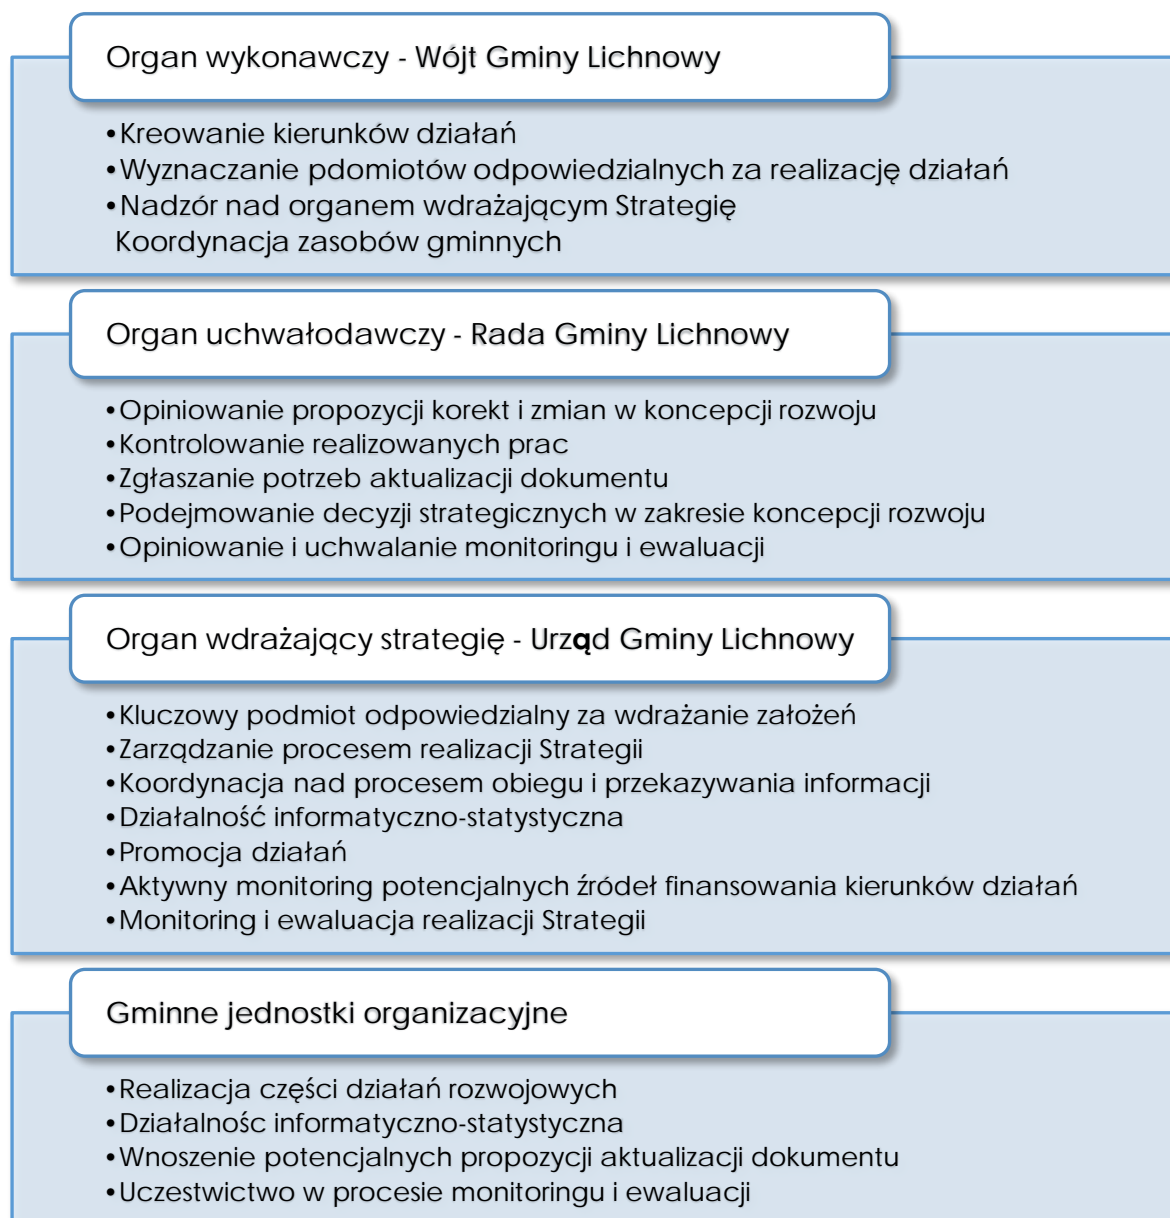 Organ wykonawczy - Wójt Gminy Lichnowy
•Kreowanie kierunków działań
•Wyznaczanie pdomiotów odpowiedzialnych za realizację działań
•Nadzór nad organem wdrażającym Strategię
Koordynacja zasobów gminnych
Organ uchwałodawczy - Rada Gminy Lichnowy
•Opiniowanie propozycji korekt i zmian w koncepcji rozwoju
•Kontrolowanie realizowanych prac
•Zgłaszanie potrzeb aktualizacji dokumentu
•Podejmowanie decyzji strategicznych w zakresie koncepcji rozwoju
•Opiniowanie i uchwalanie monitoringu i ewaluacji
Organ wdrażający strategię - Urząd Gminy Lichnowy
•Kluczowy podmiot odpowiedzialny za wdrażanie założeń
•Zarządzanie procesem realizacji Strategii
•Koordynacja nad procesem obiegu i przekazywania informacji
•Działalność informatyczno-statystyczna
•Promocja działań
•Aktywny monitoring potencjalnych źródeł finansowania kierunków działań
•Monitoring i ewaluacja realizacji Strategii
Gminne jednostki organizacyjne
•Realizacja części działań rozwojowych
•Działalnośc informatyczno-statystyczna
•Wnoszenie potencjalnych propozycji aktualizacji dokumentu
•Uczestwictwo w procesie monitoringu i ewaluacji